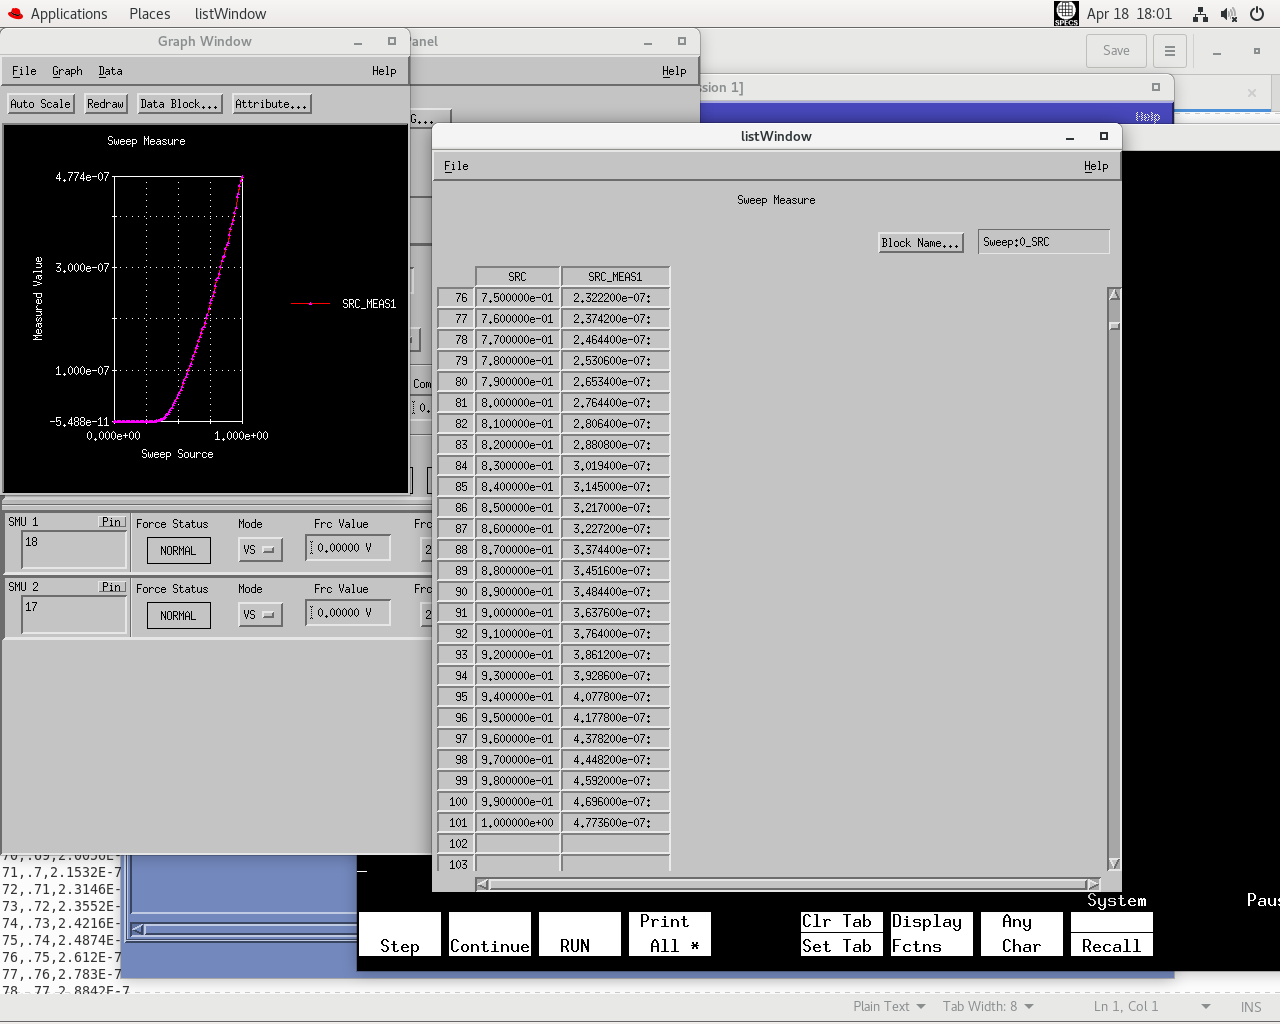 Applications Places listWindow Apr 18 18:01
SPECS
Graph Window
Panel
Save
ssion 1]
File Graph Data Help
Help
Help
Auto Scale Redraw Data Block... Attribute...
G...
Sweep Measure
4.774e-07
3.000e-07
1.000e-07
-5.488e-11
0.000e+00 1.000e+00
Measured Value
Sweep Source
SRC_MEAS1
Com
0.
listWindow
File Help
Sweep Measure
Block Name... Sweep:0_SRC
SRC SRC_MEAS1
76 7.500000e-01 2.322200e-07:
77 7.600000e-01 2.374200e-07:
78 7.700000e-01 2.464400e-07:
79 7.800000e-01 2.530600e-07:
80 7.900000e-01 2.653400e-07:
81 8.000000e-01 2.764400e-07:
82 8.100000e-01 2.806400e-07:
83 8.200000e-01 2.880800e-07:
84 8.300000e-01 3.019400e-07:
85 8.400000e-01 3.145000e-07:
86 8.500000e-01 3.217000e-07:
87 8.600000e-01 3.227200e-07:
88 8.700000e-01 3.374400e-07:
89 8.800000e-01 3.451600e-07:
90 8.900000e-01 3.484400e-07:
91 9.000000e-01 3.637600e-07:
92 9.100000e-01 3.764000e-07:
93 9.200000e-01 3.861200e-07:
94 9.300000e-01 3.928600e-07:
95 9.400000e-01 4.077800e-07:
96 9.500000e-01 4.177800e-07:
97 9.600000e-01 4.378200e-07:
98 9.700000e-01 4.448200e-07:
99 9.800000e-01 4.592000e-07:
100 9.900000e-01 4.696000e-07:
101 1.000000e+00 4.773600e-07:
102
103
SMU 1 Pin Force Status Mode Frc Value Frc
18 NORMAL VS 0.00000 V 2
SMU 2 Pin Force Status Mode Frc Value Frc
17 NORMAL VS 0.00000 V 2
70,.69,2.0056E-
71,.7,2.1532E-7
72,.71,2.3146E-
73,.72,2.3552E-
74,.73,2.4216E-
75,.74,2.4874E-
76,.75,2.612E-7
77,.76,2.783E-7
78,.77,2.8842E-7
System Paus
Step Continue RUN Print All * Clr Tab Set Tab Display Fctns Any Char Recall
Plain Text Tab Width: 8 Ln 1, Col 1 INS